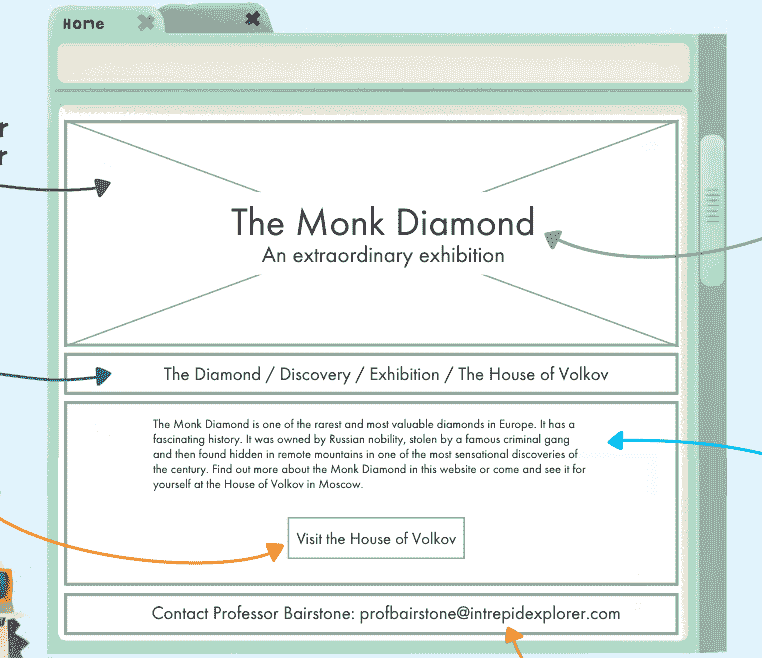 Home
r
r
The Monk Diamond
An extraordinary exhibition
The Diamond / Discovery / Exhibition / The House of Volkov
The Monk Diamond is one of the rarest and most valuable diamonds in Europe. It has a
fascinating history. It was owned by Russian nobility, stolen by a famous criminal gang
and then found hidden in remote mountains in one of the most sensational discoveries of
the century. Find out more about the Monk Diamond in this website or come and see it for
yourself at the House of Volkov in Moscow.
Visit the House of Volkov
Contact Professor Bairstone: profbairstone@intrepidexplorer.com